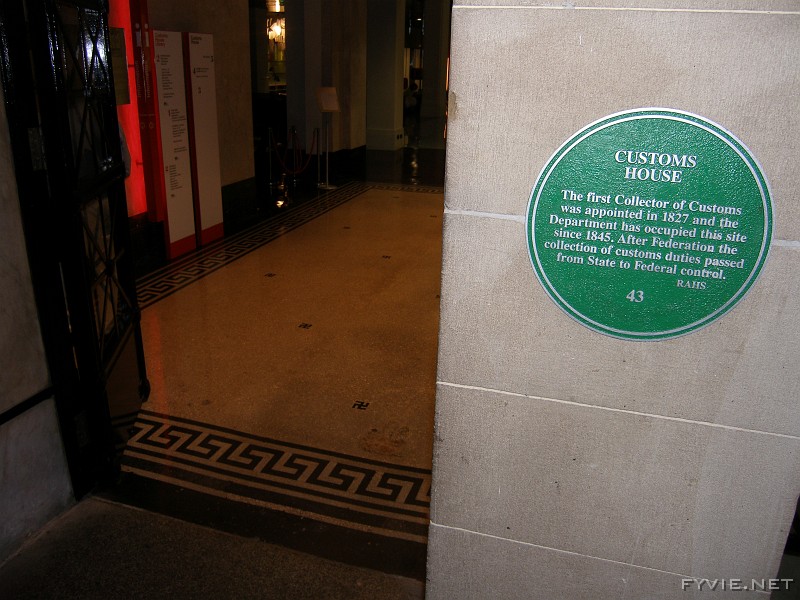 CUSTOMS
HOUSE
The first Collector of Customs
was appointed in 1827 and the
Department has occupied this site
since 1845. After Federation the
collection of customs duties passed
from State to Federal control.
RAHS
43
FYVIE.NET